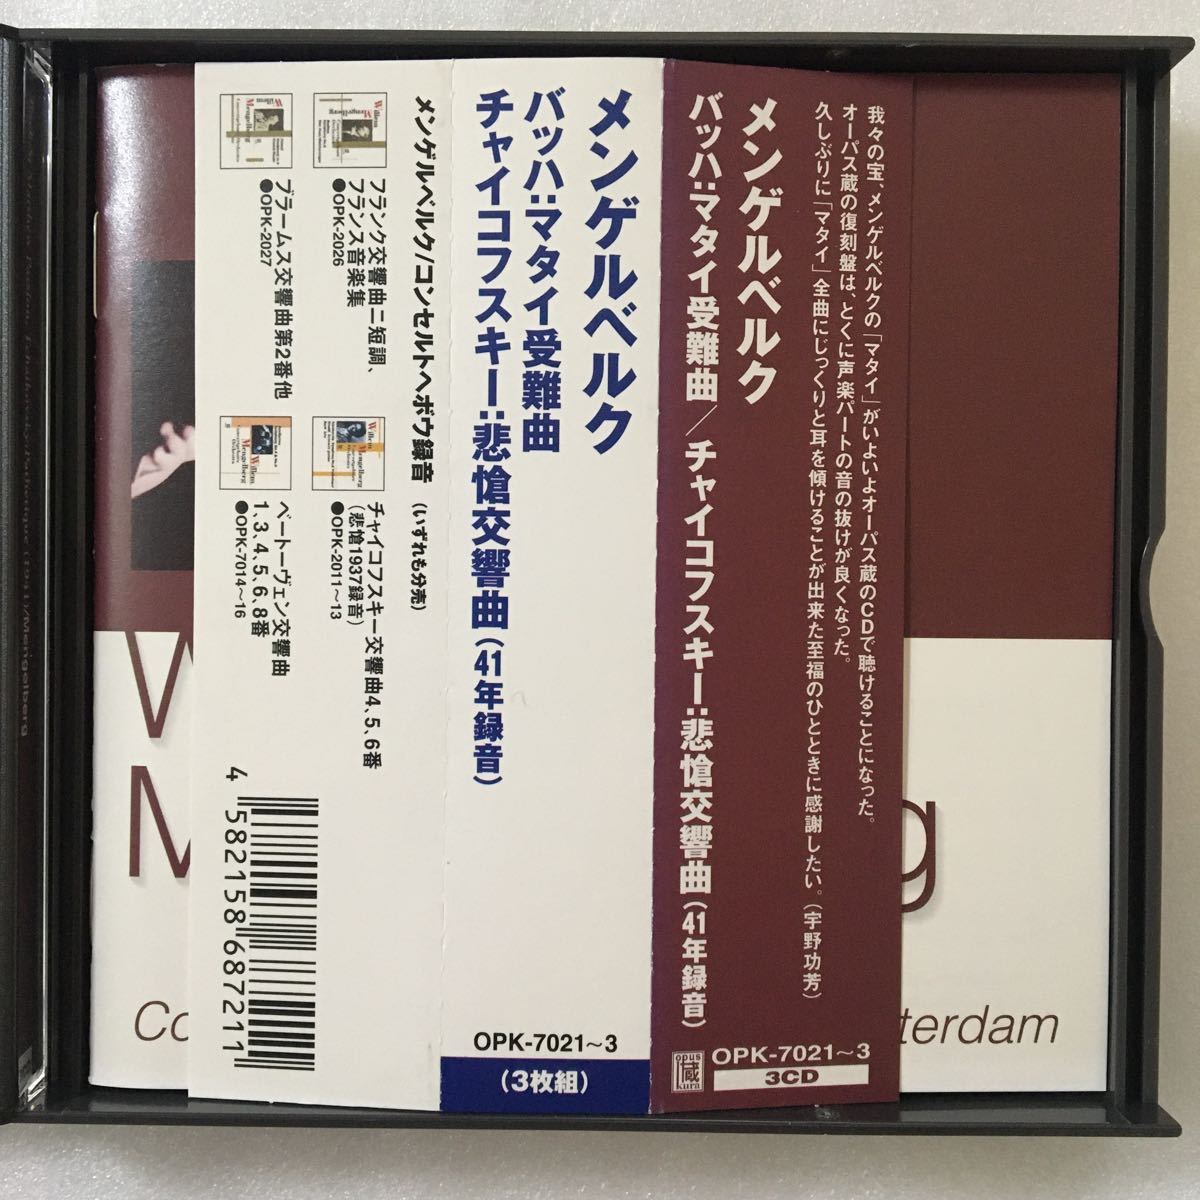 我々の宝、メンゲルベルクの「マタイ」がいよいよオーパス蔵のCDで聴けることになった。
オーパス蔵の復刻盤は、とくに声楽パートの音の抜けが良くなった。
久しぶりに「マタイ」全曲にじっくりと耳を傾けることが出来た至福のひとときに感謝したい。(宇野功芳)
メンゲルベルク
バッハ:マタイ受難曲/チャイコフスキー:悲愴交響曲(41年録音)
opus
蔵
kura
OPK-7021~3
3CD
メンゲルベルク
バッハ:マタイ受難曲
チャイコフスキー:悲愴交響曲(41年録音)
OPK-7021~3
(3枚組)
メンゲルベルク/コンセルトヘボウ録音 (いずれも分売)
フランク交響曲ニ短調、
フランス音楽集
●OPK-2026
チャイコフスキー交響曲4、5、6番
(悲愴1937録音)
●OPK-2011~13
ブラームス交響曲第2番他
●OPK-2027
ベートーヴェン交響曲
1、3、4、5、6、8番
●OPK-7014~16
Willem
Mengelberg
4 582158 687211
W
M
g
Co
terdam